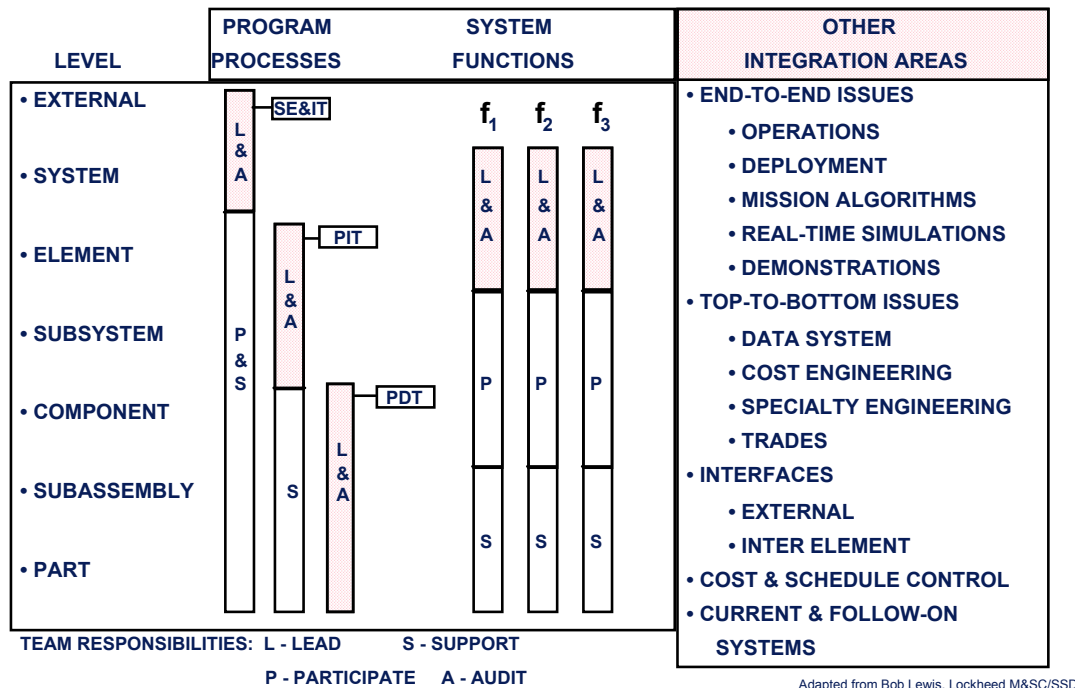 PROGRAM SYSTEM OTHER
LEVEL PROCESSES FUNCTIONS INTEGRATION AREAS
• EXTERNAL
• SYSTEM
• ELEMENT
• SUBSYSTEM
• COMPONENT
• SUBASSEMBLY
• PART
SE&IT
L
&
A
P
&
S
PIT
L
&
A
S
PDT
L
&
A
f1 f2 f3
L L L
& & &
A A A
P P P
S S S
• END-TO-END ISSUES
• OPERATIONS
• DEPLOYMENT
• MISSION ALGORITHMS
• REAL-TIME SIMULATIONS
• DEMONSTRATIONS
• TOP-TO-BOTTOM ISSUES
• DATA SYSTEM
• COST ENGINEERING
• SPECIALTY ENGINEERING
• TRADES
• INTERFACES
• EXTERNAL
• INTER ELEMENT
• COST & SCHEDULE CONTROL
• CURRENT & FOLLOW-ON
SYSTEMS
TEAM RESPONSIBILITIES: L - LEAD S - SUPPORT
P - PARTICIPATE A - AUDIT
Adapted from Bob Lewis, Lockheed M&SC/SSD